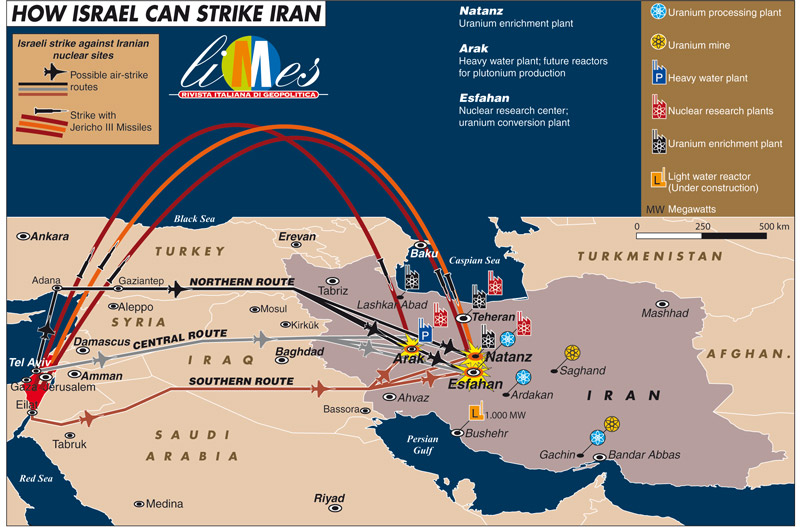 HOW ISRAEL CAN STRIKE IRAN
Israeli strike against Iranian
nuclear sites
Possible air-strike
routes
Strike with
Jericho III Missiles
liMes
RIVISTA ITALIANA DI GEOPOLITICA
Natanz
Uranium enrichment plant
Arak
Heavy water plant; future reactors
for plutonium production
Esfahan
Nuclear research center;
uranium conversion plant
Uranium processing plant
Uranium mine
P Heavy water plant
Nuclear research plants
Uranium enrichment plant
L Light water reactor
(Under construction)
MW Megawatts
0 250 500 km
Black Sea
Ankara
TURKEY
Erevan
Baku
Caspian Sea
TURKMENISTAN
Adana
Gaziantep
NORTHERN ROUTE
Tabriz
Lashkar Abad
Aleppo
Mosul
Teheran
Mashhad
SYRIA
Kirkūk
P
Damascus
CENTRAL ROUTE
Tel Aviv
IRAQ
Baghdad
Arak
Natanz
AFGHAN.
Amman
Saghand
Gaza
Jerusalem
SOUTHERN ROUTE
Esfahan
Ardakan
IRAN
Eilat
Bassora
Ahvaz
L 1.000 MW
Tabruk
SAUDI
ARABIA
Persian
Gulf
Bushehr
Gachin
Bandar Abbas
Red Sea
Medina
Riyad